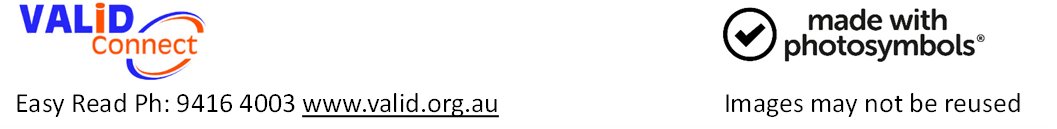 VALiD
Connect
made with
photosymbols®
Easy Read Ph: 9416 4003 www.valid.org.au
Images may not be reused